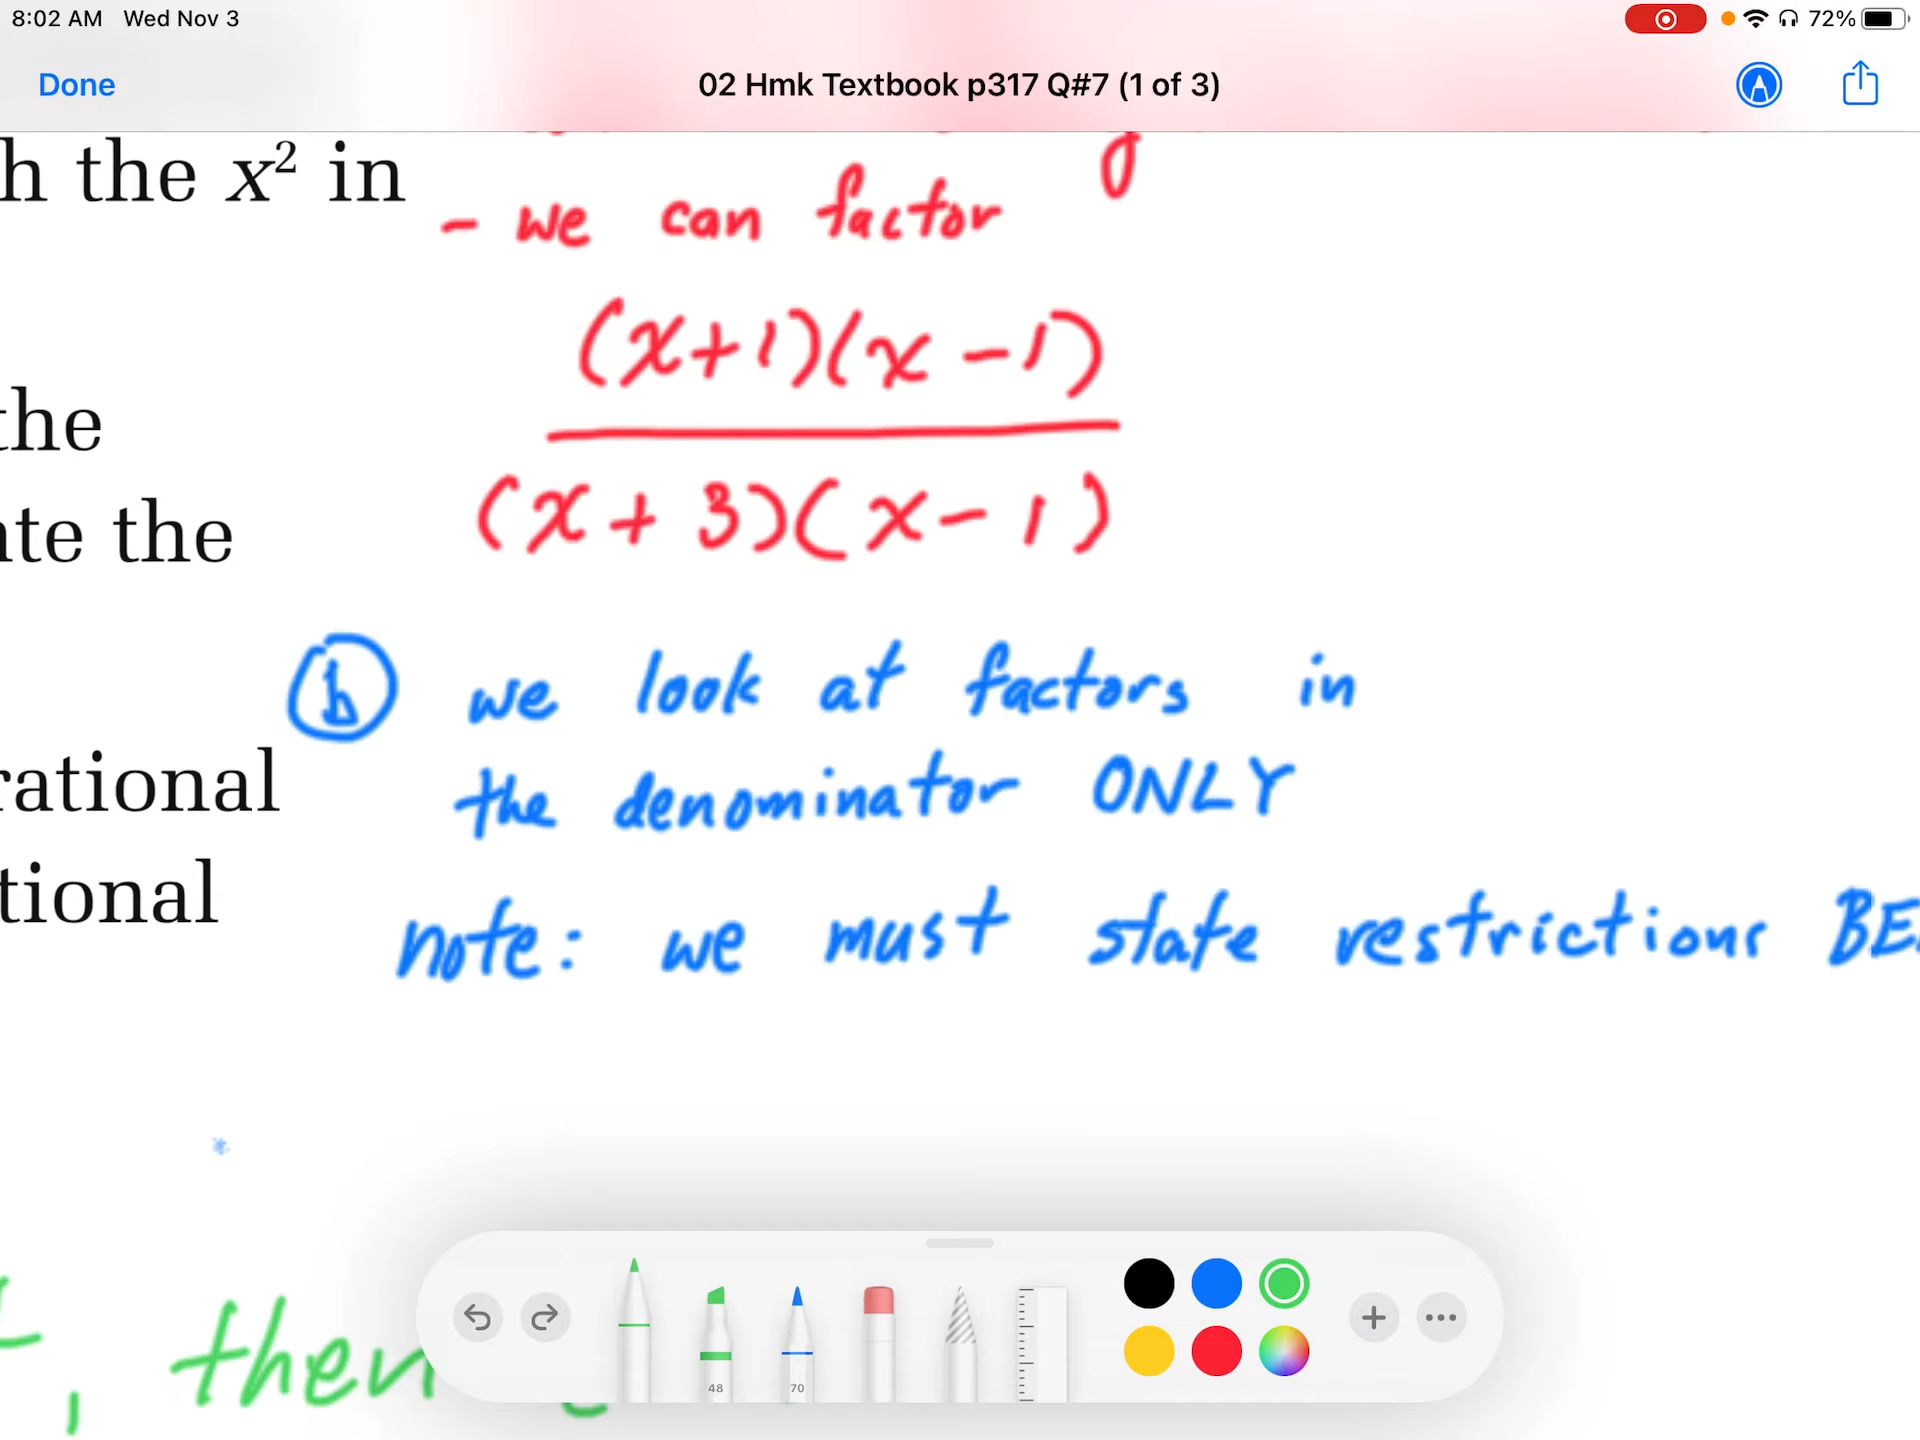 8:02 AM Wed Nov 3
72%
Done
02 Hmk Textbook p317 Q#7 (1 of 3)
h the x² in
- we can factor
(x+1)(x-1)
(x+3)(x-1)
the
ate the
b we look at factors in
rational
the denominator ONLY
tional
note: we must state restrictions BE
, then
48
70